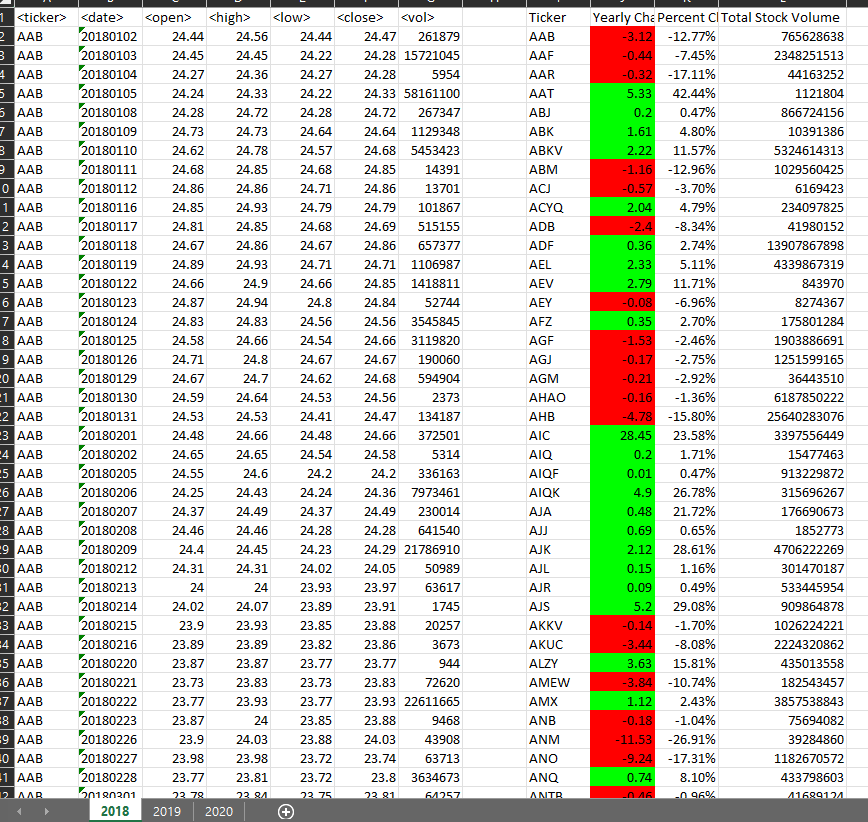 1 <ticker> <date> <open> <high> <low> <close> <vol> Ticker Yearly Cha Percent Cl Total Stock Volume
2 AAB 20180102 24.44 24.56 24.44 24.47 261879 AAB -3.12 -12.77% 765628638
3 AAB 20180103 24.45 24.45 24.22 24.28 15721045 AAF -0.44 -7.45% 2348251513
4 AAB 20180104 24.27 24.36 24.27 24.28 5954 AAR -0.32 -17.11% 44163252
5 AAB 20180105 24.24 24.33 24.22 24.33 58161100 AAT 5.33 42.44% 1121804
6 AAB 20180108 24.28 24.72 24.28 24.72 267347 ABJ 0.2 0.47% 866724156
7 AAB 20180109 24.73 24.73 24.64 24.64 1129348 ABK 1.61 4.80% 10391386
8 AAB 20180110 24.62 24.78 24.57 24.68 5453423 ABKV 2.22 11.57% 5324614313
9 AAB 20180111 24.68 24.85 24.68 24.85 14391 ABM -1.16 -12.96% 1029560425
0 AAB 20180112 24.86 24.86 24.71 24.86 13701 ACJ -0.57 -3.70% 6169423
1 AAB 20180116 24.85 24.93 24.79 24.79 101867 ACYQ 2.04 4.79% 234097825
2 AAB 20180117 24.81 24.85 24.68 24.69 515155 ADB -2.4 -8.34% 41980152
3 AAB 20180118 24.67 24.86 24.67 24.86 657377 ADF 0.36 2.74% 13907867898
4 AAB 20180119 24.89 24.93 24.71 24.71 1106987 AEL 2.33 5.11% 4339867319
5 AAB 20180122 24.66 24.9 24.66 24.85 1418811 AEV 2.79 11.71% 843970
6 AAB 20180123 24.87 24.94 24.8 24.84 52744 AEY -0.08 -6.96% 8274367
7 AAB 20180124 24.83 24.83 24.56 24.56 3545845 AFZ 0.35 2.70% 175801284
8 AAB 20180125 24.58 24.66 24.54 24.66 3119820 AGF -1.53 -2.46% 1903886691
9 AAB 20180126 24.71 24.8 24.67 24.67 190060 AGJ -0.17 -2.75% 1251599165
20 AAB 20180129 24.67 24.7 24.62 24.68 594904 AGM -0.21 -2.92% 36443510
21 AAB 20180130 24.59 24.64 24.53 24.56 2373 AHAO -0.16 -1.36% 6187850222
22 AAB 20180131 24.53 24.53 24.41 24.47 134187 AHB -4.78 -15.80% 25640283076
23 AAB 20180201 24.48 24.66 24.48 24.66 372501 AIC 28.45 23.58% 3397556449
24 AAB 20180202 24.65 24.65 24.54 24.58 5314 AIQ 0.2 1.71% 15477463
25 AAB 20180205 24.55 24.6 24.2 24.2 336163 AIQF 0.01 0.47% 913229872
26 AAB 20180206 24.25 24.43 24.24 24.36 7973461 AIQK 4.9 26.78% 315696267
27 AAB 20180207 24.37 24.49 24.37 24.49 230014 AJA 0.48 21.72% 176690673
28 AAB 20180208 24.46 24.46 24.28 24.28 641540 AJJ 0.69 0.65% 1852773
29 AAB 20180209 24.4 24.45 24.23 24.29 21786910 AJK 2.12 28.61% 4706222269
30 AAB 20180212 24.31 24.31 24.02 24.05 50989 AJL 0.15 1.16% 301470187
31 AAB 20180213 24 24 23.93 23.97 63617 AJR 0.09 0.49% 533445954
32 AAB 20180214 24.02 24.07 23.89 23.91 1745 AJS 5.2 29.08% 909864878
33 AAB 20180215 23.9 23.93 23.85 23.88 20257 AKKV -0.14 -1.70% 1026224221
34 AAB 20180216 23.89 23.89 23.82 23.86 3673 AKUC -3.44 -8.08% 2224320862
35 AAB 20180220 23.87 23.87 23.77 23.77 944 ALZY 3.63 15.81% 435013558
36 AAB 20180221 23.73 23.83 23.73 23.83 72620 AMEW -3.84 -10.74% 182543457
37 AAB 20180222 23.77 23.93 23.77 23.93 22611665 AMX 1.12 2.43% 3857538843
38 AAB 20180223 23.87 24 23.85 23.88 9468 ANB -0.18 -1.04% 75694082
39 AAB 20180226 23.9 24.03 23.88 24.03 43908 ANM -11.53 -26.91% 39284860
40 AAB 20180227 23.98 23.98 23.72 23.74 63713 ANO -9.24 -17.31% 1182670572
41 AAB 20180228 23.77 23.81 23.72 23.8 3634673 ANQ 0.74 8.10% 433798603
42 AAB 20180301 23.78 23.84 23.75 23.81 64257 ANTB -0.46 -0.96% 41689124
2018 2019 2020